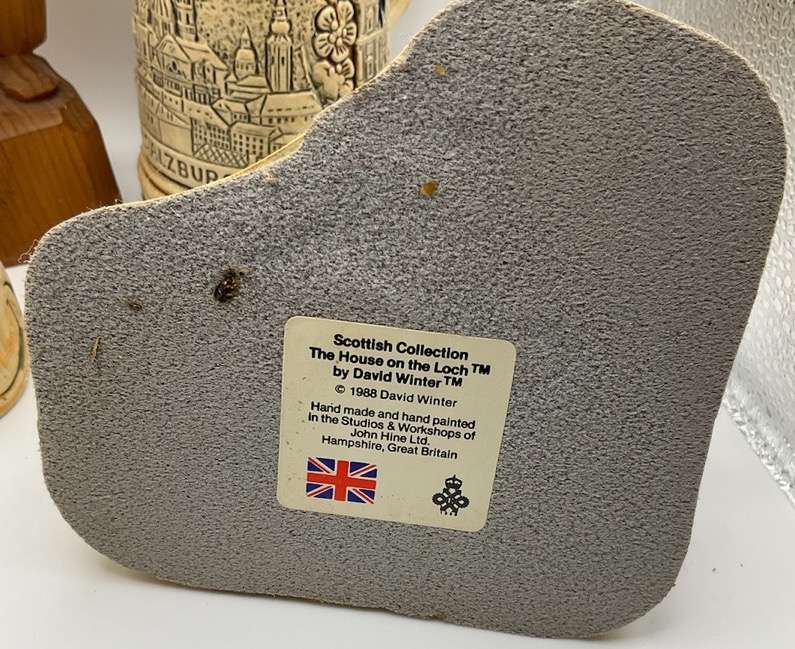 LZBURG
Scottish Collection
The House on the Loch™
by David Winter™
© 1988 David Winter
Hand made and hand painted
in the Studios & Workshops of
John Hine Ltd.
Hampshire, Great Britain